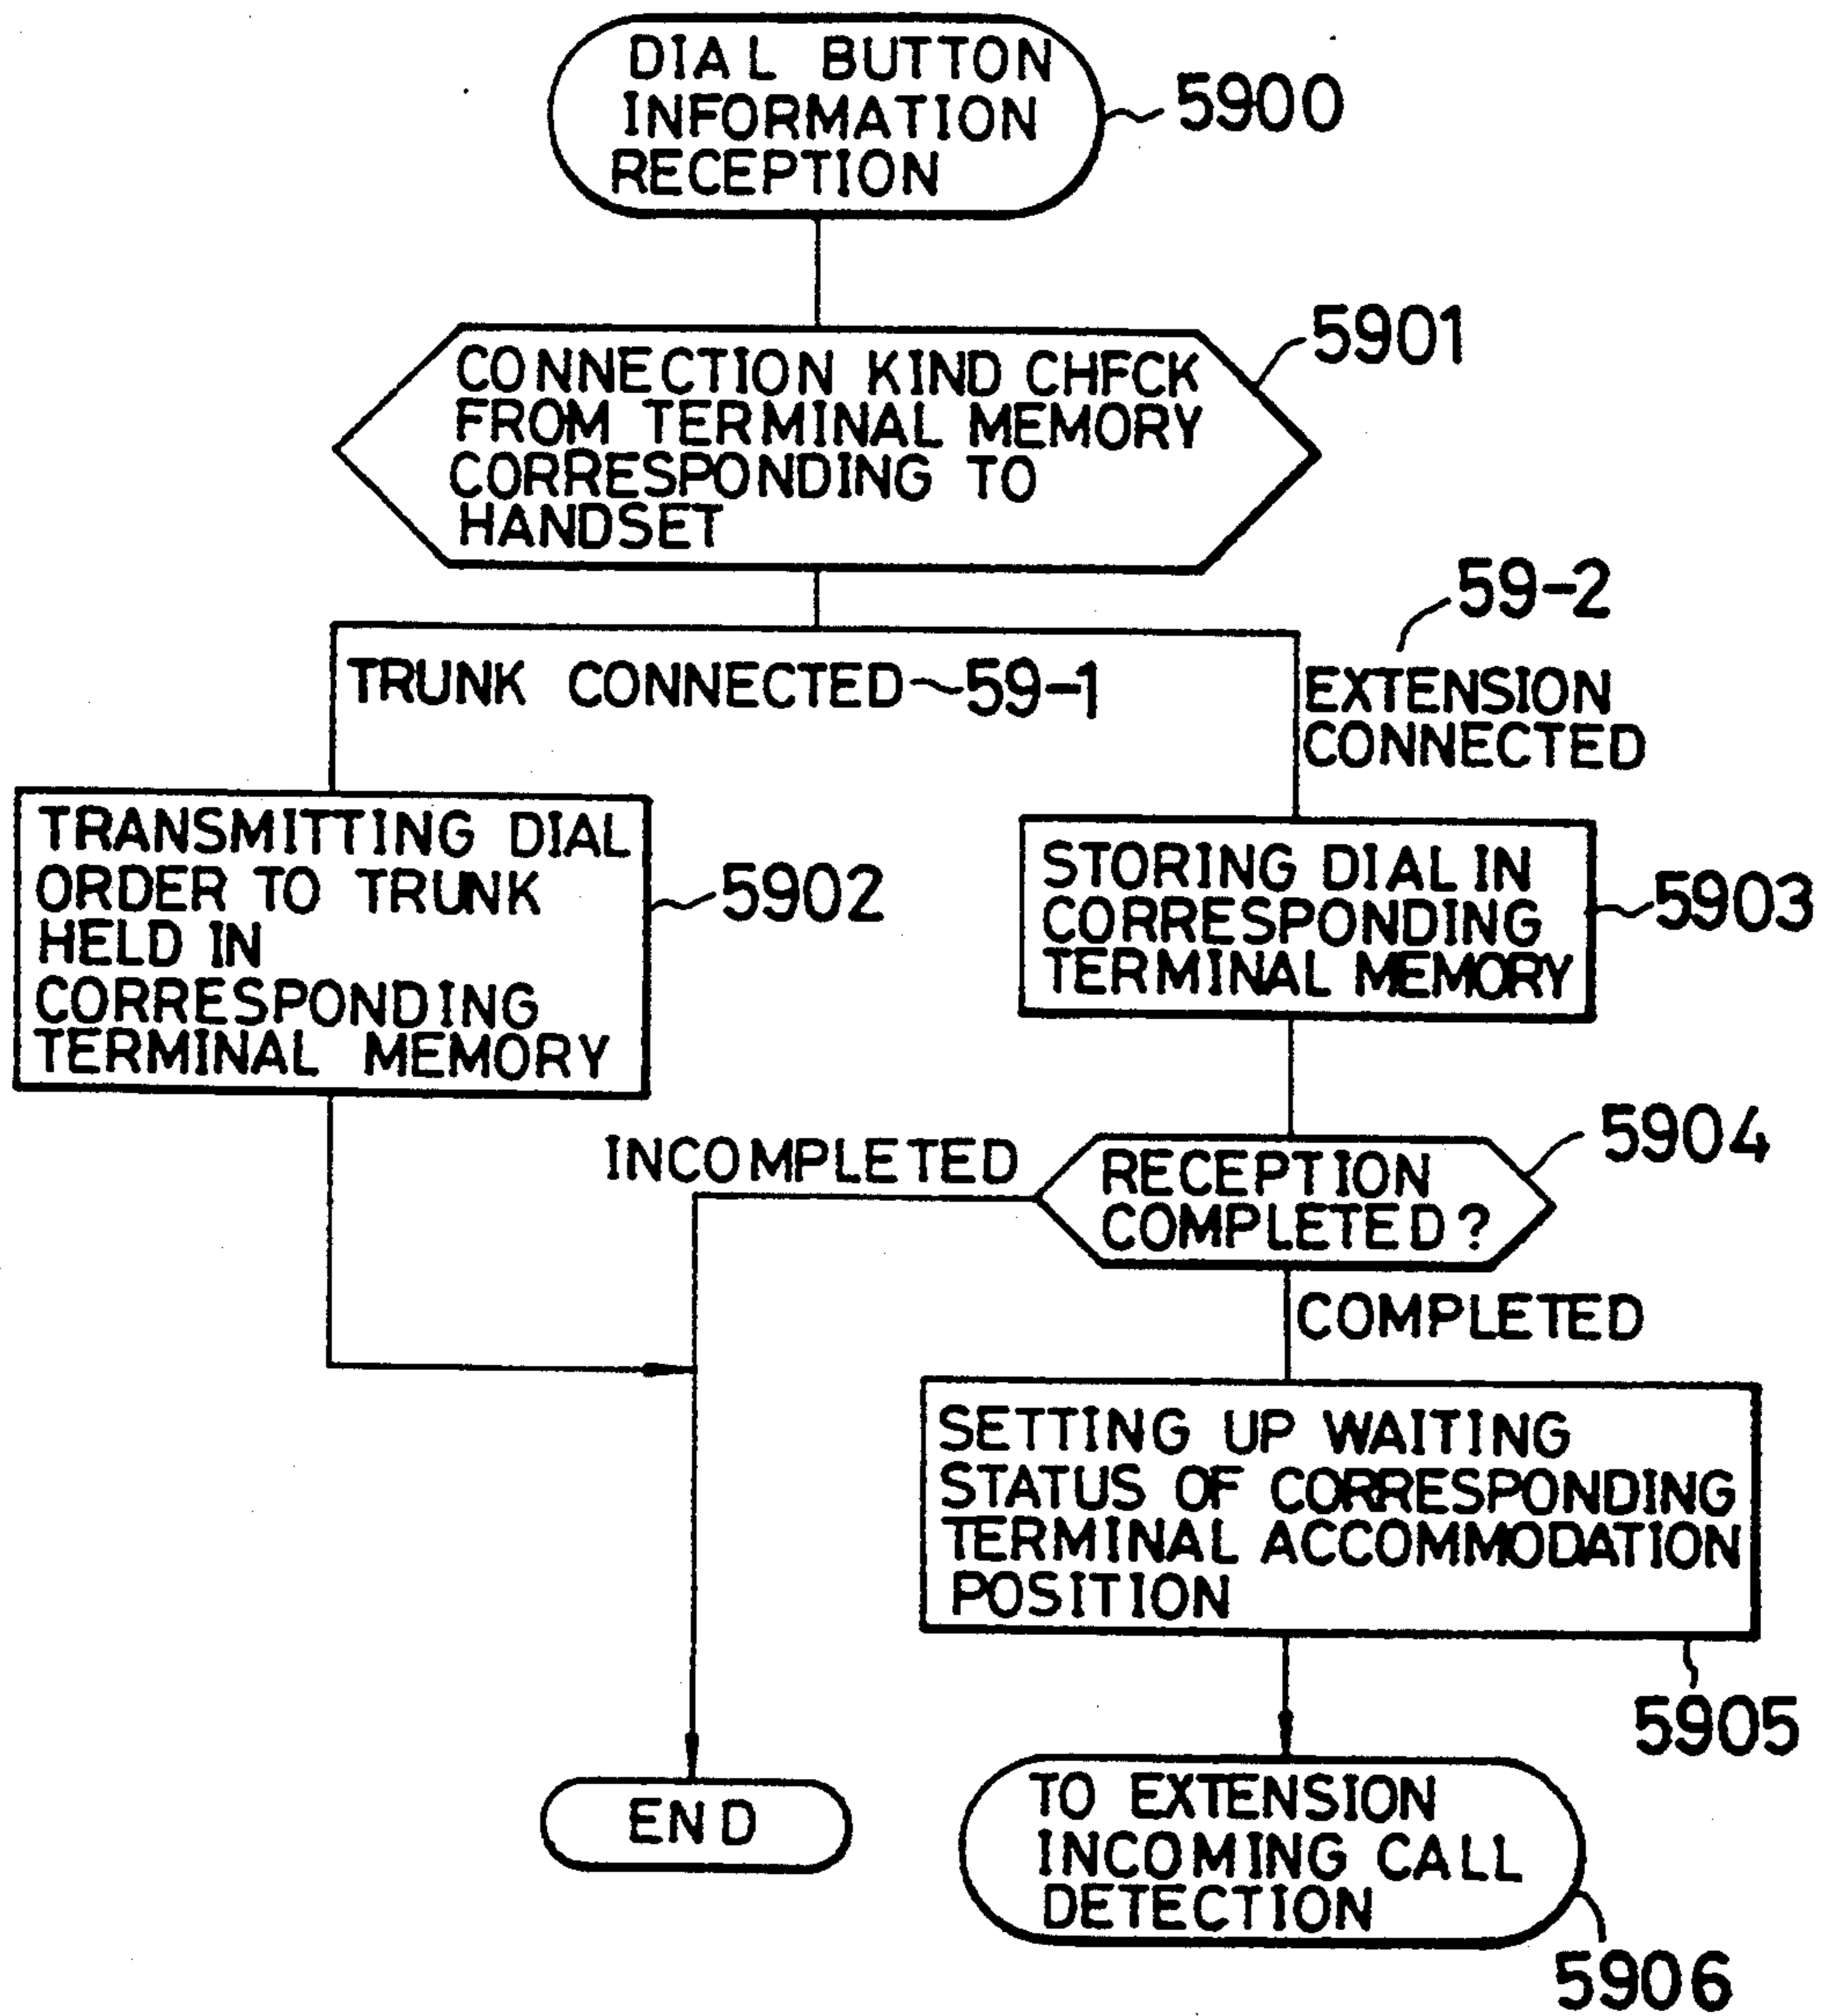 DIAL BUTTON
INFORMATION
RECEPTION
5900
CONNECTION KIND CHFCK
FROM TERMINAL MEMORY
CORRESPONDING TO
HANDSET
5901
59-2
TRUNK CONNECTED 59-1
EXTENSION
CONNECTED
TRANSMITTING DIAL
ORDER TO TRUNK
HELD IN
CORRESPONDING
TERMINAL MEMORY
5902
STORING DIAL IN
CORRESPONDING
TERMINAL MEMORY
5903
INCOMPLETED
RECEPTION
COMPLETED?
5904
COMPLETED
SETTING UP WAITING
STATUS OF CORRESPONDING
TERMINAL ACCOMMODATION
POSITION
5905
END
TO EXTENSION
INCOMING CALL
DETECTION
5906